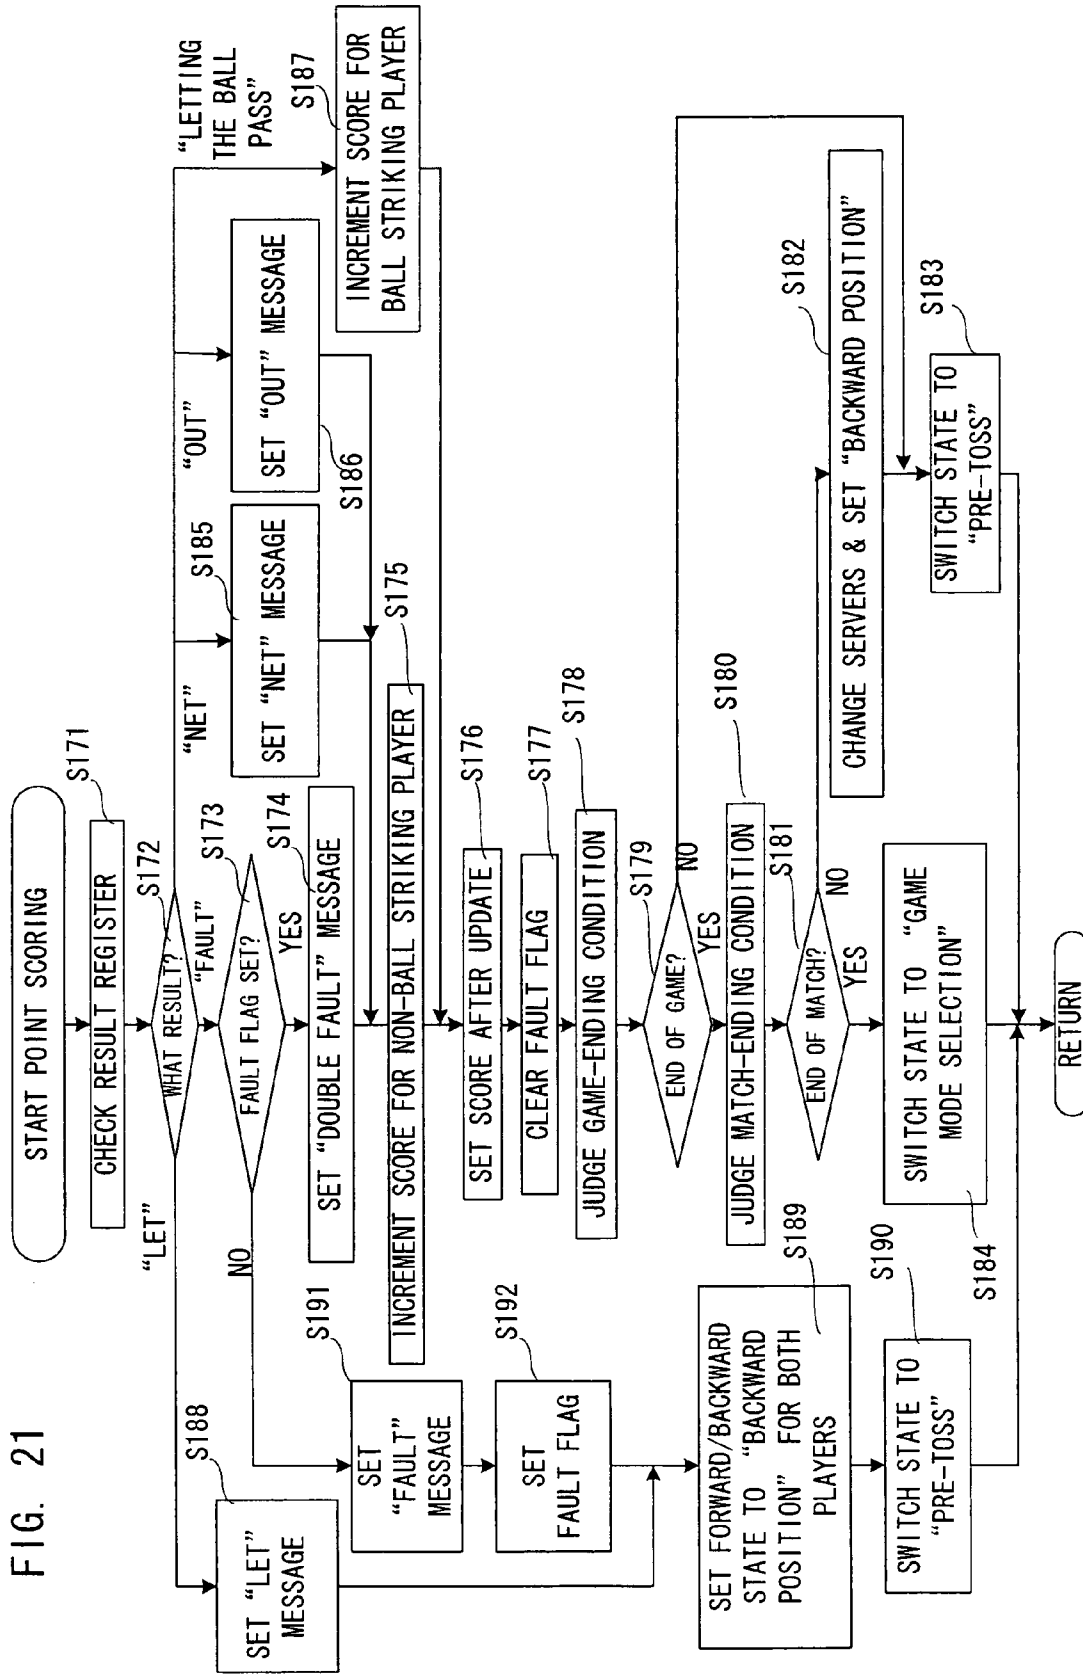 FIG. 21
START POINT SCORING
S171
CHECK RESULT REGISTER
S172
WHAT RESULT?
"LET"
"FAULT"
"NET"
"OUT"
"LETTING
THE BALL
PASS"
S173
FAULT FLAG SET?
NO
YES
S174
SET "DOUBLE FAULT" MESSAGE
S185
SET "NET" MESSAGE
SET "OUT" MESSAGE
S186
S187
INCREMENT SCORE FOR
BALL STRIKING PLAYER
S175
INCREMENT SCORE FOR NON-BALL STRIKING PLAYER
S176
SET SCORE AFTER UPDATE
S177
CLEAR FAULT FLAG
S178
JUDGE GAME-ENDING CONDITION
S179
END OF GAME?
NO
YES
S180
JUDGE MATCH-ENDING CONDITION
S181
END OF MATCH?
NO
YES
S182
CHANGE SERVERS & SET "BACKWARD POSITION"
S183
SWITCH STATE TO
"PRE-TOSS"
SWITCH STATE TO "GAME
MODE SELECTION"
S184
S188
SET "LET"
MESSAGE
S191
SET
"FAULT"
MESSAGE
S192
SET
FAULT FLAG
S189
SET FORWARD/BACKWARD
STATE TO "BACKWARD
POSITION" FOR BOTH
PLAYERS
S190
SWITCH STATE TO
"PRE-TOSS"
RETURN